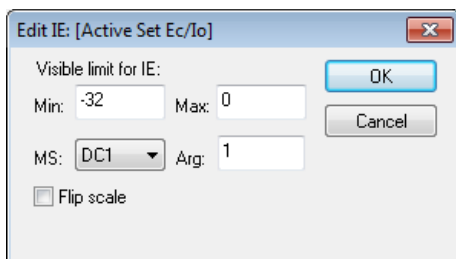 Edit IE: [Active Set Ec/Io]
Visible limit for IE:
OK
Min: -32 Max: 0
Cancel
MS: DC1 Arg: 1
Flip scale